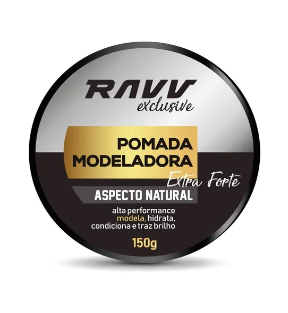 RAVV
exclusive
POMADA
MODELADORA
Extra Forte
ASPECTO NATURAL
alta performance
modela, hidrata,
condiciona e traz brilho
150g